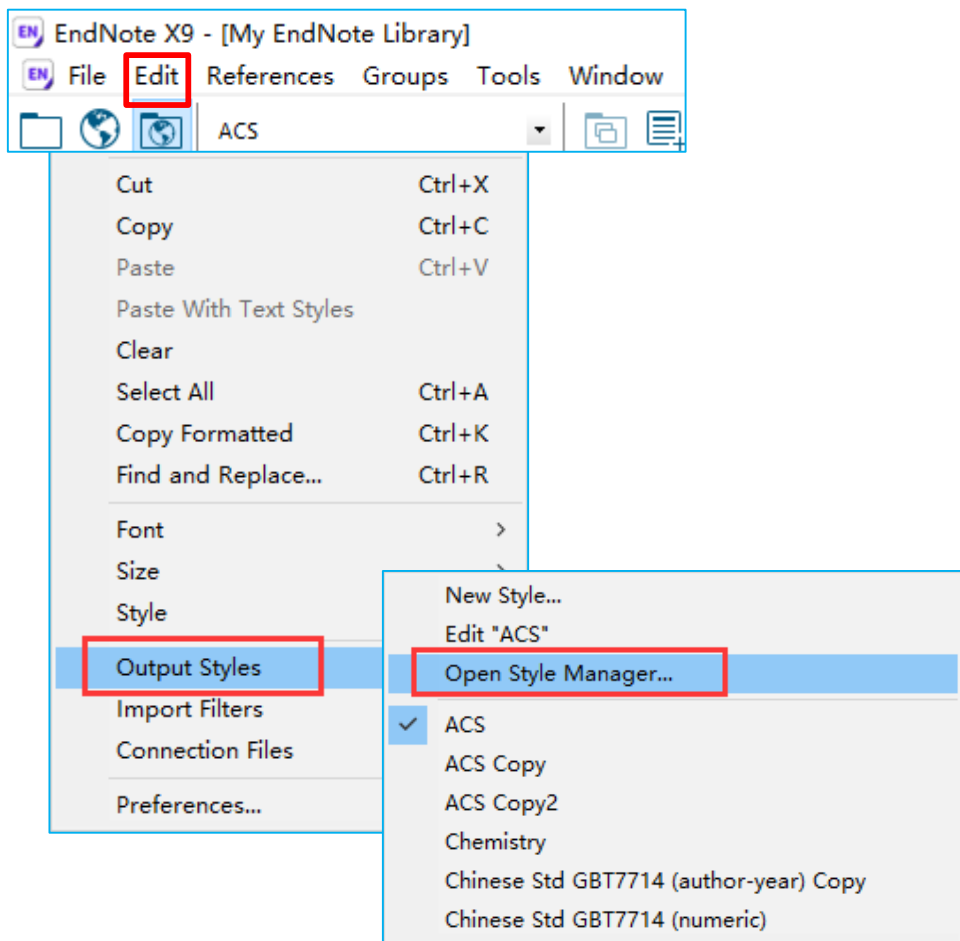 EN EndNote X9 - [My EndNote Library]
EN File Edit References Groups Tools Window
ACS
Cut Ctrl+X
Copy Ctrl+C
Paste Ctrl+V
Paste With Text Styles
Clear
Select All Ctrl+A
Copy Formatted Ctrl+K
Find and Replace... Ctrl+R
Font
Size
Style
Output Styles
Import Filters
Connection Files
Preferences...
New Style...
Edit "ACS"
Open Style Manager...
ACS
ACS Copy
ACS Copy2
Chemistry
Chinese Std GBT7714 (author-year) Copy
Chinese Std GBT7714 (numeric)